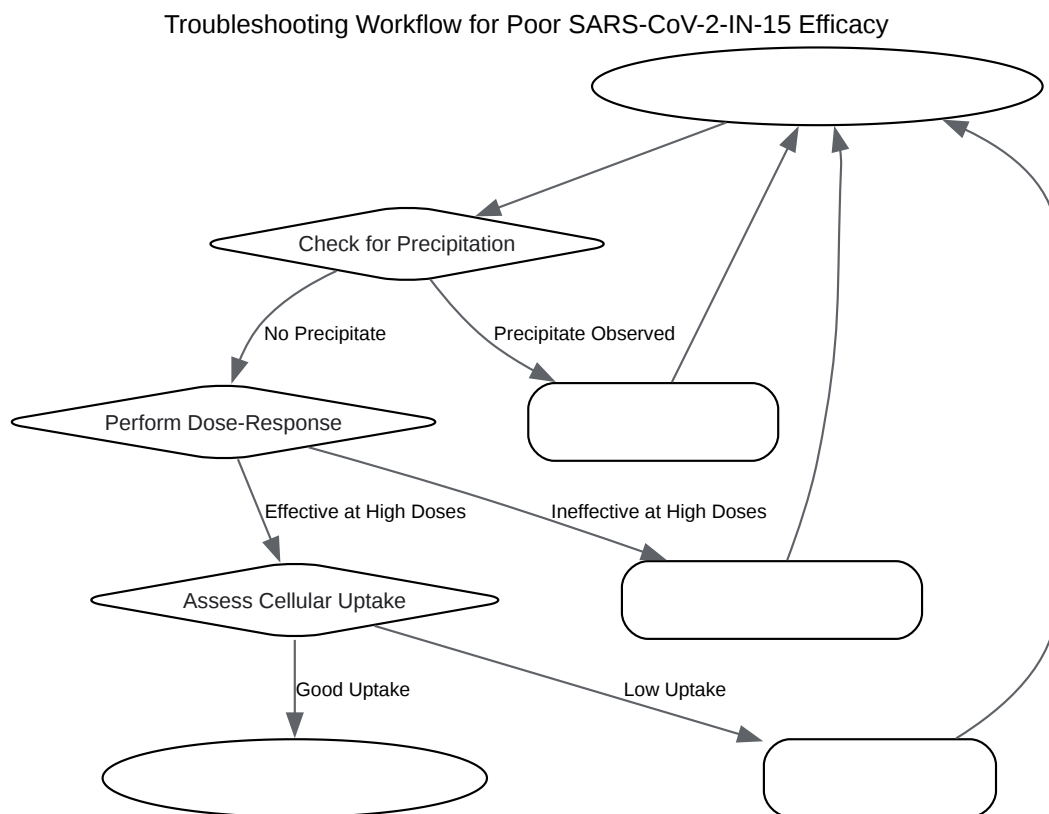 Troubleshooting Workflow for Poor SARS-CoV-2-IN-15 Efficacy
Check for Precipitation
No Precipitate
Precipitate Observed
Perform Dose-Response
Effective at High Doses
Ineffective at High Doses
Assess Cellular Uptake
Good Uptake
Low Uptake